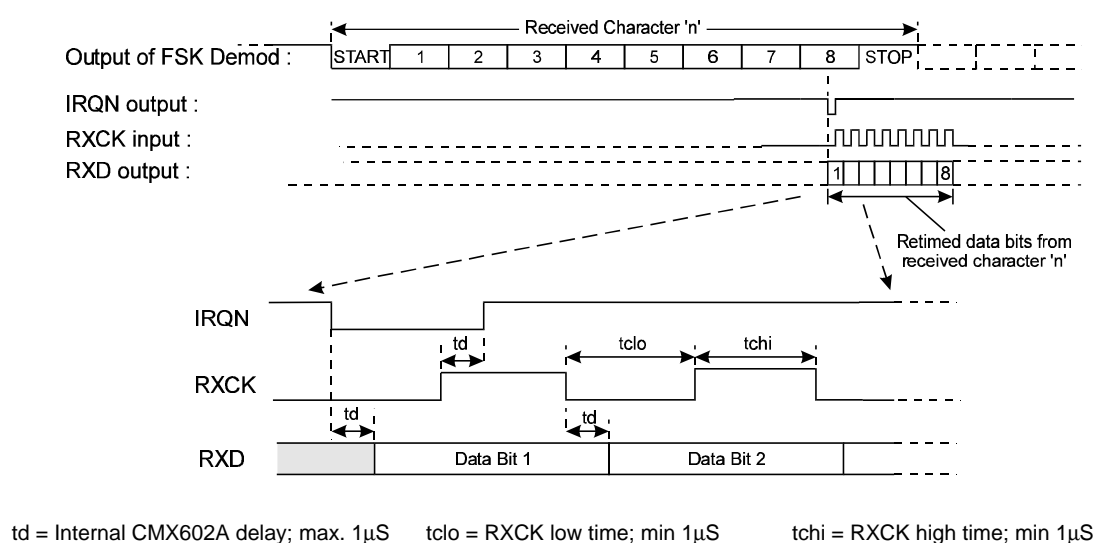 Received Character 'n'
Output of FSK Demod : START 1 2 3 4 5 6 7 8 STOP
IRQN output :
RXCK input :
RXD output : 1 8
Retimed data bits from
received character 'n'
IRQN
td tclo tchi
RXCK
td td
RXD Data Bit 1 Data Bit 2
td = Internal CMX602A delay; max. 1µS tclo = RXCK low time; min 1µS tchi = RXCK high time; min 1µS